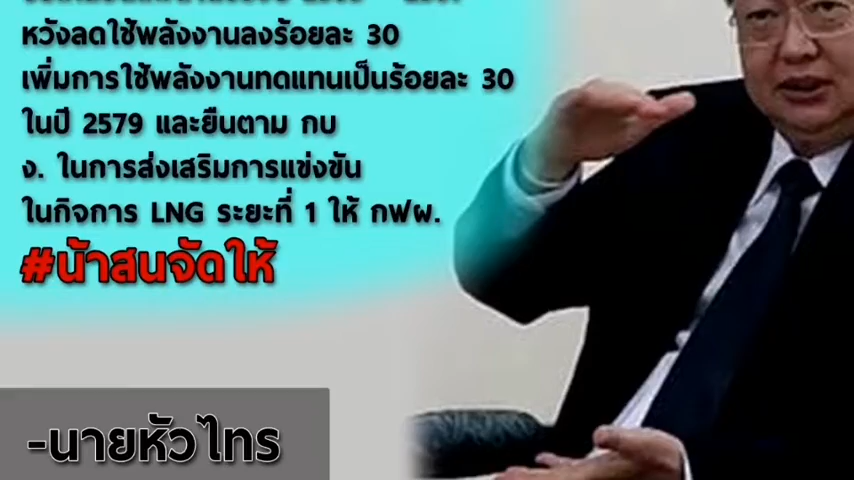 หวังลดใช้พลังงานลงร้อยละ 30
เพิ่มการใช้พลังงานทดแทนเป็นร้อยละ 30
ในปี 2579 และยืนตาม กบ
ง. ในการส่งเสริมการแข่งขัน
ในกิจการ LNG ระยะที่ 1 ให้ กฟผ.
#น้าสนจัดให้
-นายหัวไทร